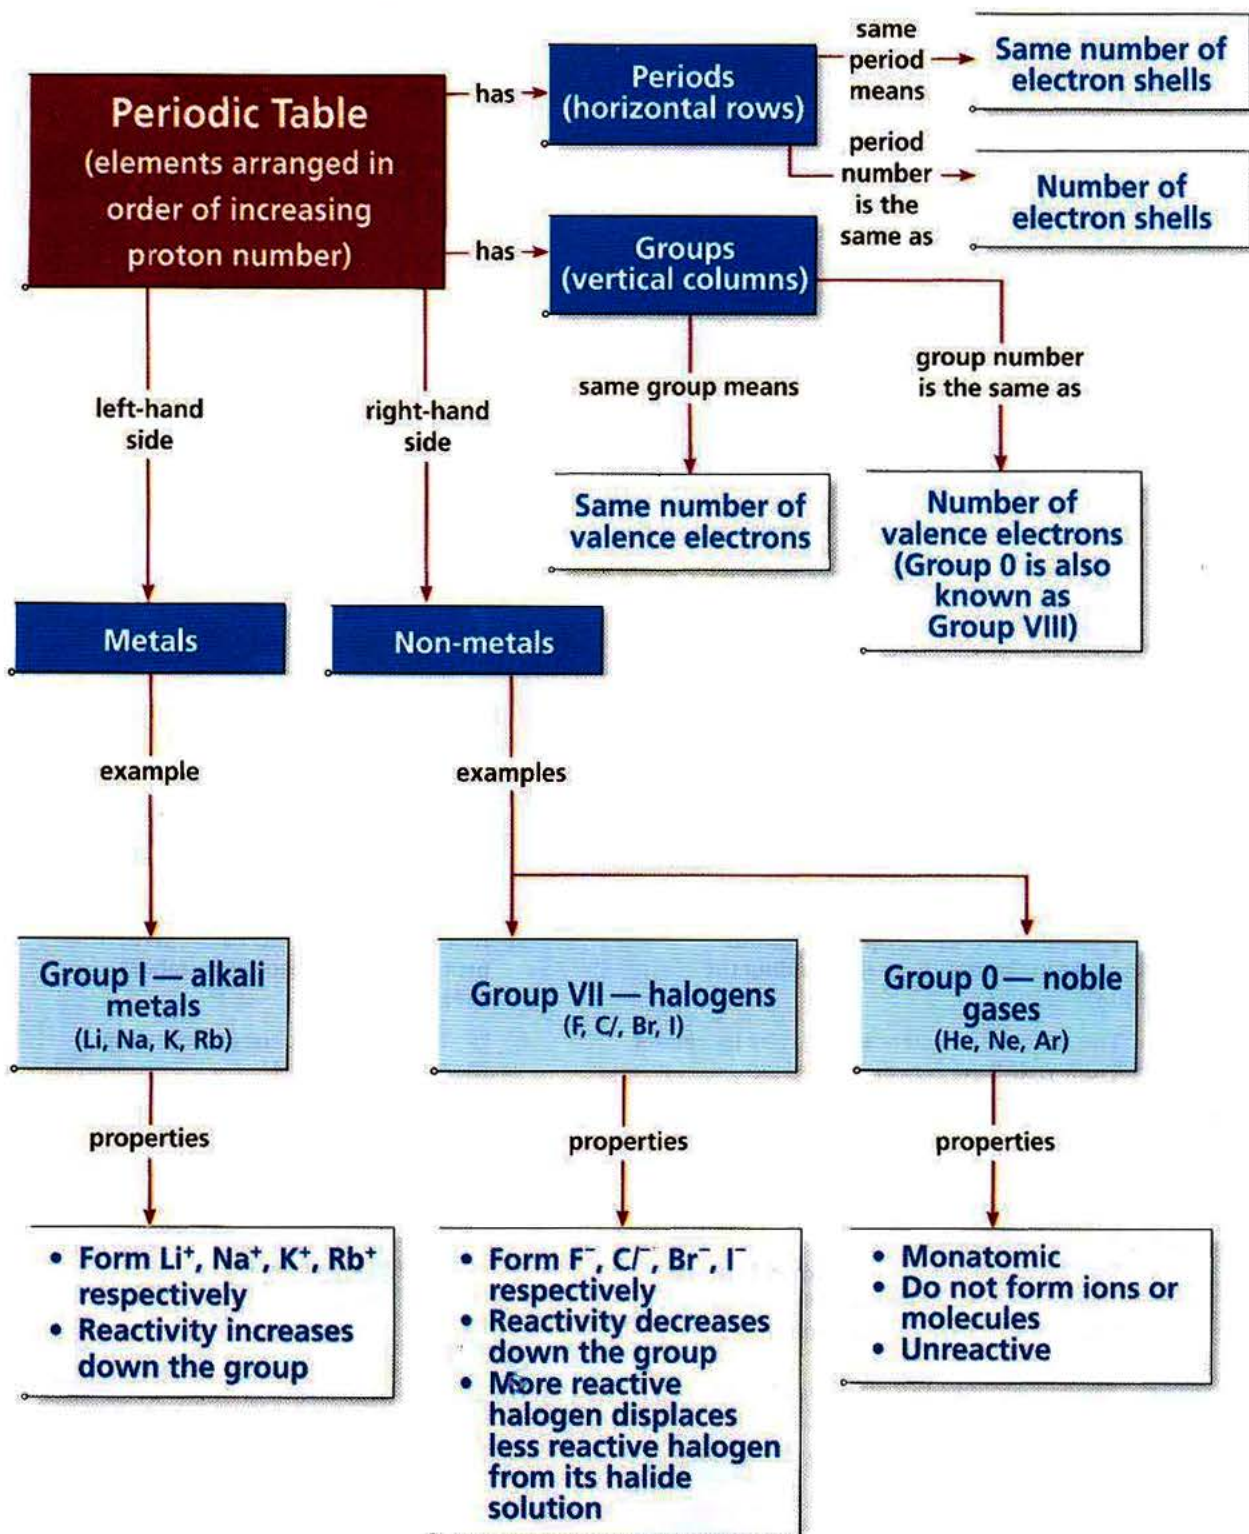 Periodic Table
(elements arranged in
order of increasing
proton number)
has
Periods
(horizontal rows)
same
period
means
Same number of
electron shells
period
number
is the
same as
Number of
electron shells
has
Groups
(vertical columns)
same group means
Same number of
valence electrons
group number
is the same as
Number of
valence electrons
(Group 0 is also
known as
Group VIII)
left-hand
side
right-hand
side
Metals
Non-metals
example
examples
Group I — alkali
metals
(Li, Na, K, Rb)
Group VII — halogens
(F, Cl, Br, I)
Group 0 — noble
gases
(He, Ne, Ar)
properties
properties
properties
• Form Li⁺, Na⁺, K⁺, Rb⁺
respectively
• Reactivity increases
down the group
• Form F⁻, Cl⁻, Br⁻, I⁻
respectively
• Reactivity decreases
down the group
• More reactive
halogen displaces
less reactive halogen
from its halide
solution
• Monatomic
• Do not form ions or
molecules
• Unreactive